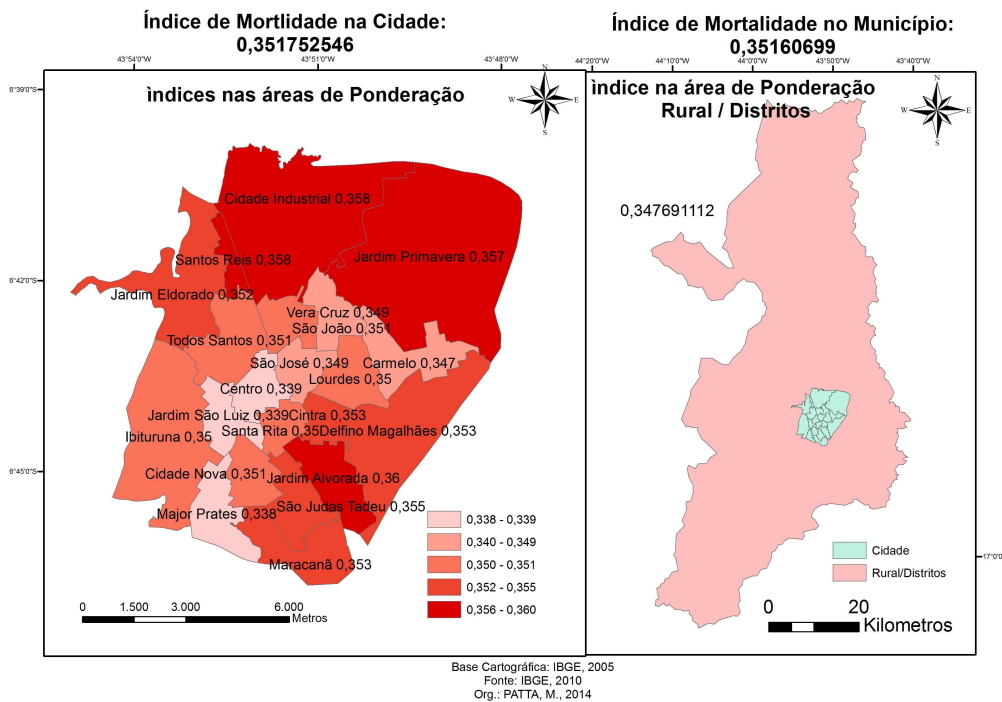 Índice de Mortlidade na Cidade:
0,351752546
43°54'0"W
43°51'0"W
43°48'0"W
6°39'0"S
6°42'0"S
6°45'0"S
ìndices nas áreas de Ponderação
N
W
E
S
Cidade Industrial 0,358
Jardim Primavera 0,357
Santos Reis 0,358
Jardim Eldorado 0,352
Vera Cruz 0,349
São João 0,351
Todos Santos 0,351
São José 0,349
Carmelo 0,347
Lourdes 0,35
Centro 0,339
Jardim São Luiz 0,339
Cintra 0,353
Santa Rita 0,35
Delfino Magalhães 0,353
Ibituruna 0,35
Cidade Nova 0,351
Jardim Alvorada 0,36
São Judas Tadeu 0,355
Major Prates 0,338
Maracanã 0,353
0,338 - 0,339
0,340 - 0,349
0,350 - 0,351
0,352 - 0,355
0,356 - 0,360
0 1.500 3.000 6.000
Metros
Índice de Mortalidade no Município:
0,35160699
44°20'0"W
44°10'0"W
44°0'0"W
43°50'0"W
43°40'0"W
ìndice na área de Ponderação
Rural / Distritos
N
W
E
S
0,347691112
17°0'0
Cidade
Rural/Distritos
0 20
Kilometros
Base Cartográfica: IBGE, 2005
Fonte: IBGE, 2010
Org.: PATTA, M., 2014